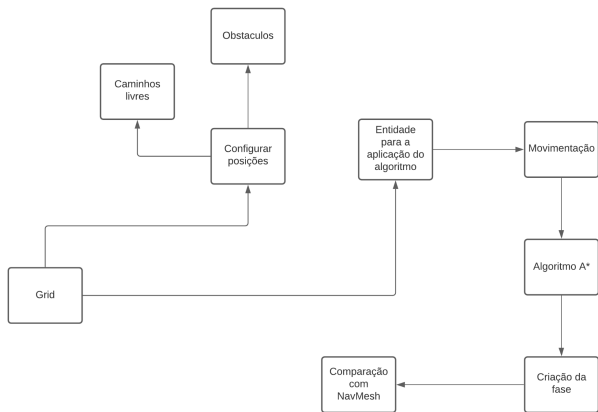 Obstaculos
Caminhos
livres
Configurar
posições
Entidade
para a
aplicação do
algoritmo
Movimentação
Grid
Algoritmo A*
Comparação
com
NavMesh
Criação da
fase